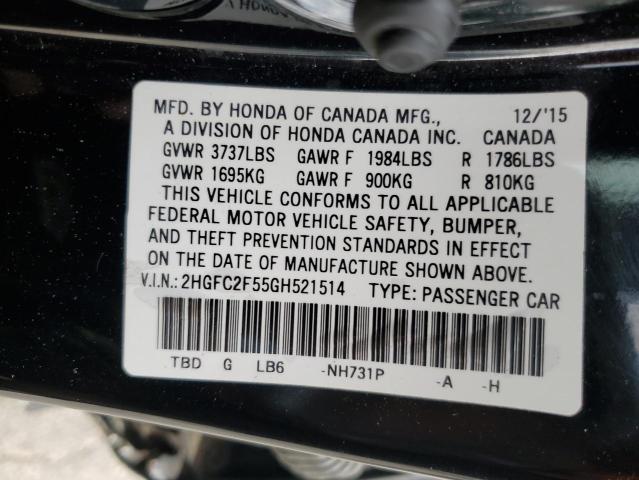 HONDA
MFD. BY HONDA OF CANADA MFG., 12/'15
A DIVISION OF HONDA CANADA INC. CANADA
GVWR 3737LBS GAWR F 1984LBS R 1786LBS
GVWR 1695KG GAWR F 900KG R 810KG
THIS VEHICLE CONFORMS TO ALL APPLICABLE
FEDERAL MOTOR VEHICLE SAFETY, BUMPER,
AND THEFT PREVENTION STANDARDS IN EFFECT
ON THE DATE OF MANUFACTURE SHOWN ABOVE.
V.I.N.: 2HGFC2F55GH521514 TYPE: PASSENGER CAR
TBD G LB6 -NH731P -A -H